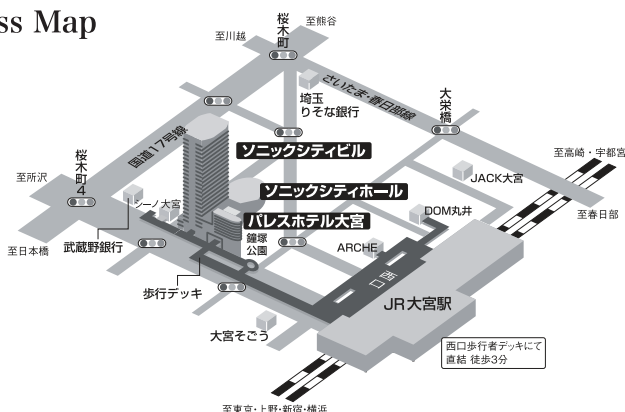 ss Map
至熊谷
至川越
桜木町
さいたま・春日部線
埼玉
りそな銀行
大栄橋
国道17号線
ソニックシティビル
至高崎・宇都宮
桜木町4
至所沢
シーノ大宮
ソニックシティホール
JACK大宮
パレスホテル大宮
DOM丸井
至春日部
至日本橋
武蔵野銀行
鐘塚
公園
ARCHE
西口
歩行デッキ
JR大宮駅
大宮そごう
西口歩行者デッキにて
直結 徒歩3分
至東京・上野・新宿・横浜